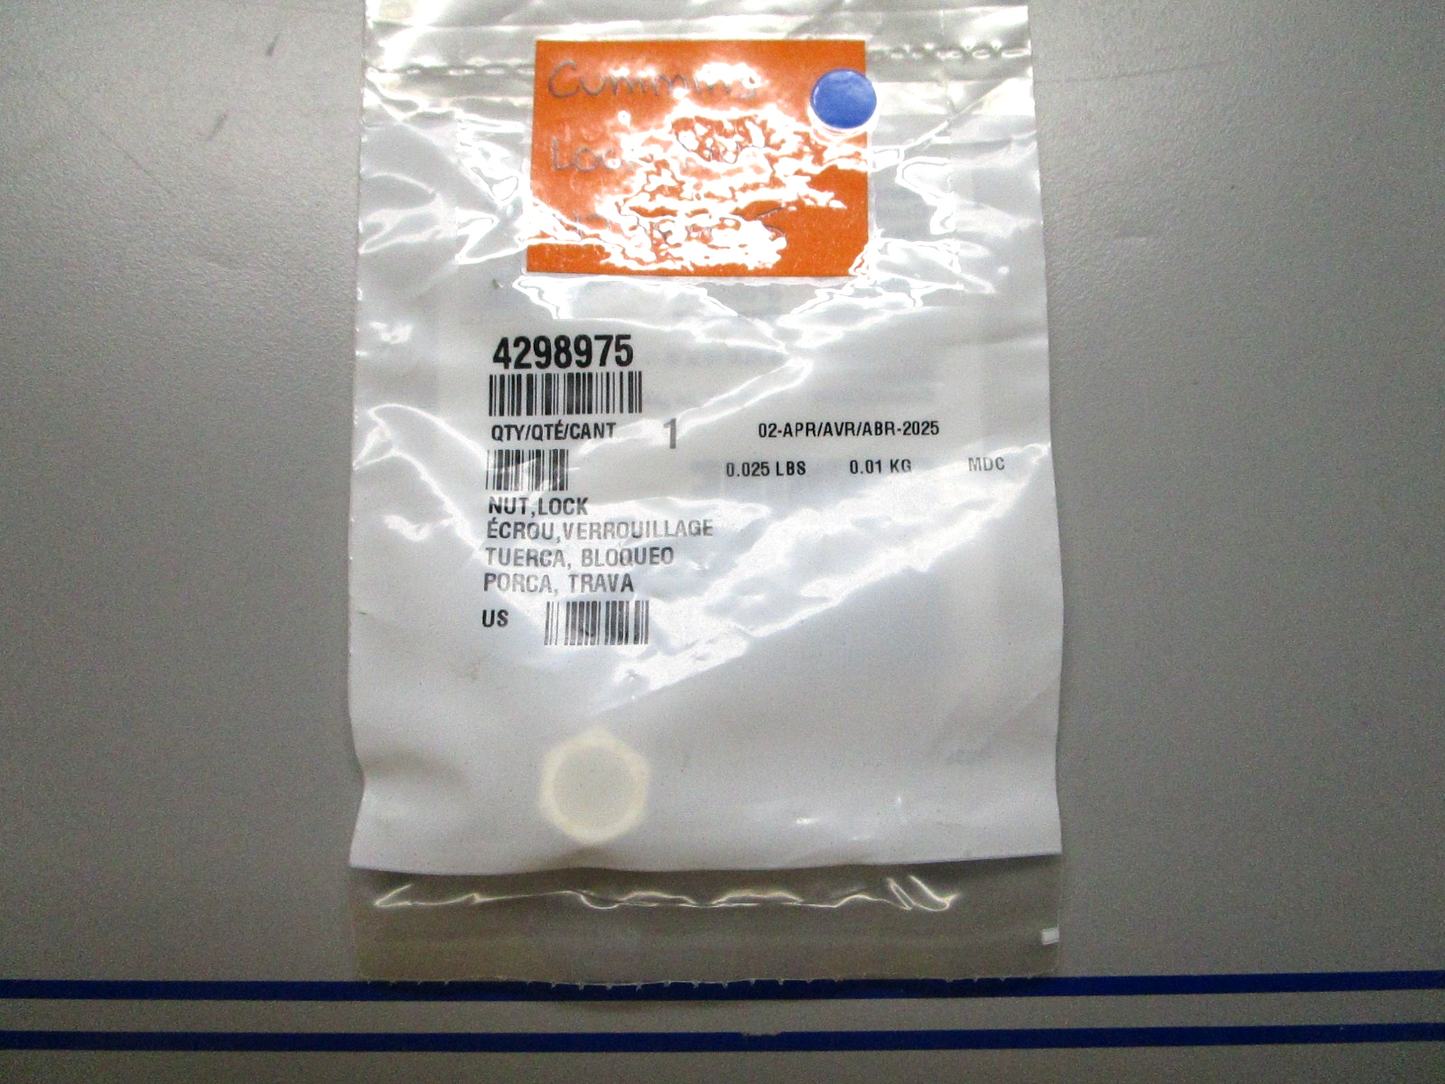 Cummins
4298975
QTY/QTÉ/CANT 1 02-APR/AVR/ABR-2025
0.025 LBS 0.01 KG MDC
NUT,LOCK
ÉCROU,VERROUILLAGE
TUERCA, BLOQUEO
PORCA, TRAVA
US